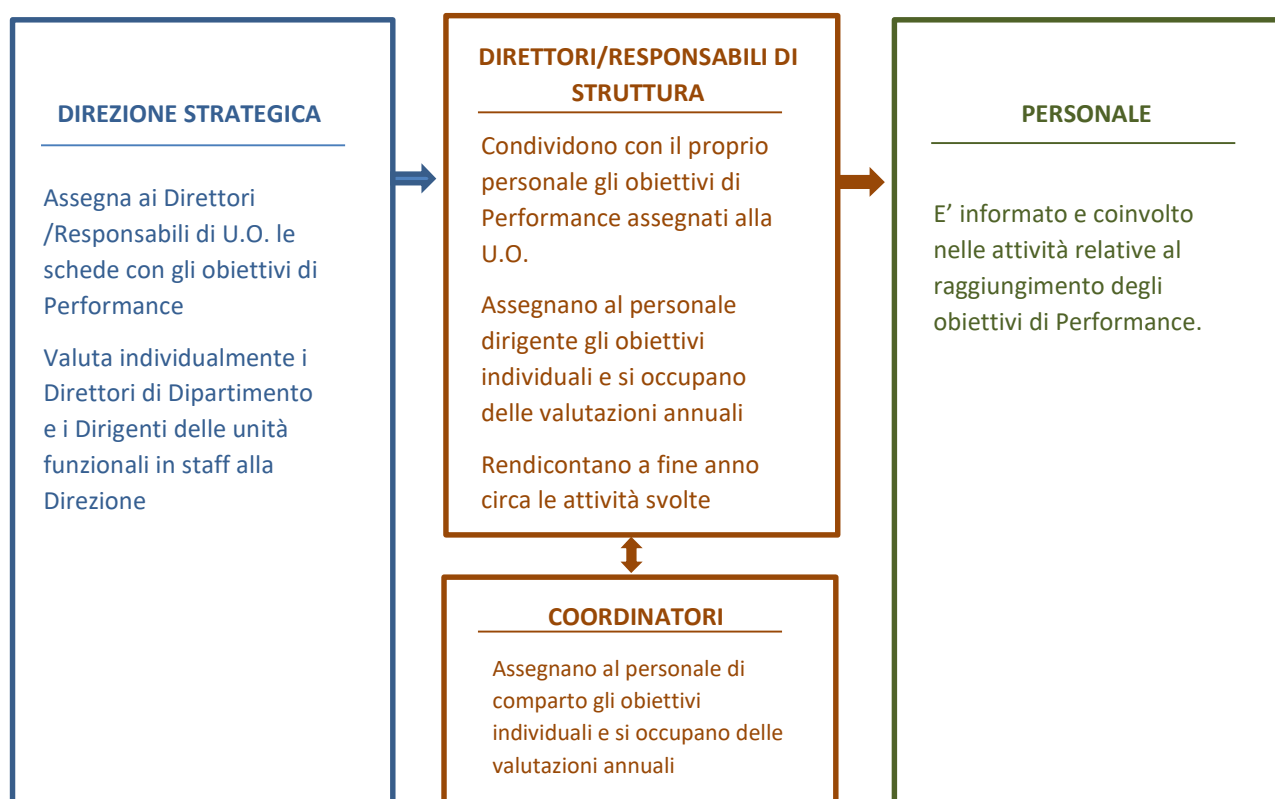 DIREZIONE STRATEGICA
Assegna ai Direttori
/Responsabili di U.O. le
schede con gli obiettivi di
Performance
Valuta individualmente i
Direttori di Dipartimento
e i Dirigenti delle unità
funzionali in staff alla
Direzione
DIRETTORI/RESPONSABILI DI
STRUTTURA
Condividono con il proprio
personale gli obiettivi di
Performance assegnati alla
U.O.
Assegnano al personale
dirigente gli obiettivi
individuali e si occupano
delle valutazioni annuali
Rendicontano a fine anno
circa le attività svolte
COORDINATORI
Assegnano al personale di
comparto gli obiettivi
individuali e si occupano delle
valutazioni annuali
PERSONALE
E’ informato e coinvolto
nelle attività relative al
raggiungimento degli
obiettivi di Performance.